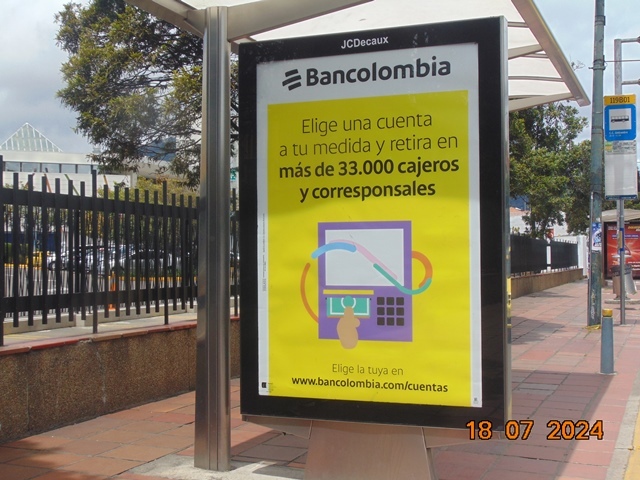 JCDecaux
Bancolombia
Elige una cuenta
a tu medida y retira en
más de 33.000 cajeros
y corresponsales
Elige la tuya en
www.bancolombia.com/cuentas
18 07 2024